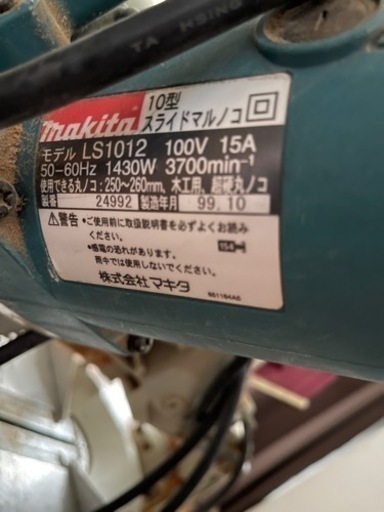 TA HSING
makita 10型
スライドマルノコ
モデル LS1012 100V 15A
50-60Hz 1430W 3700min⁻¹
使用できる丸ノコ:250~260mm, 木工用, 超硬丸ノコ
製番 24992 製造年月 99.10
⚠警告 •ご使用前に取扱説明書を必ずよくお読み
ください。
•感電の恐れがあります。
雨中では使用しないでください。
株式会社マキタ